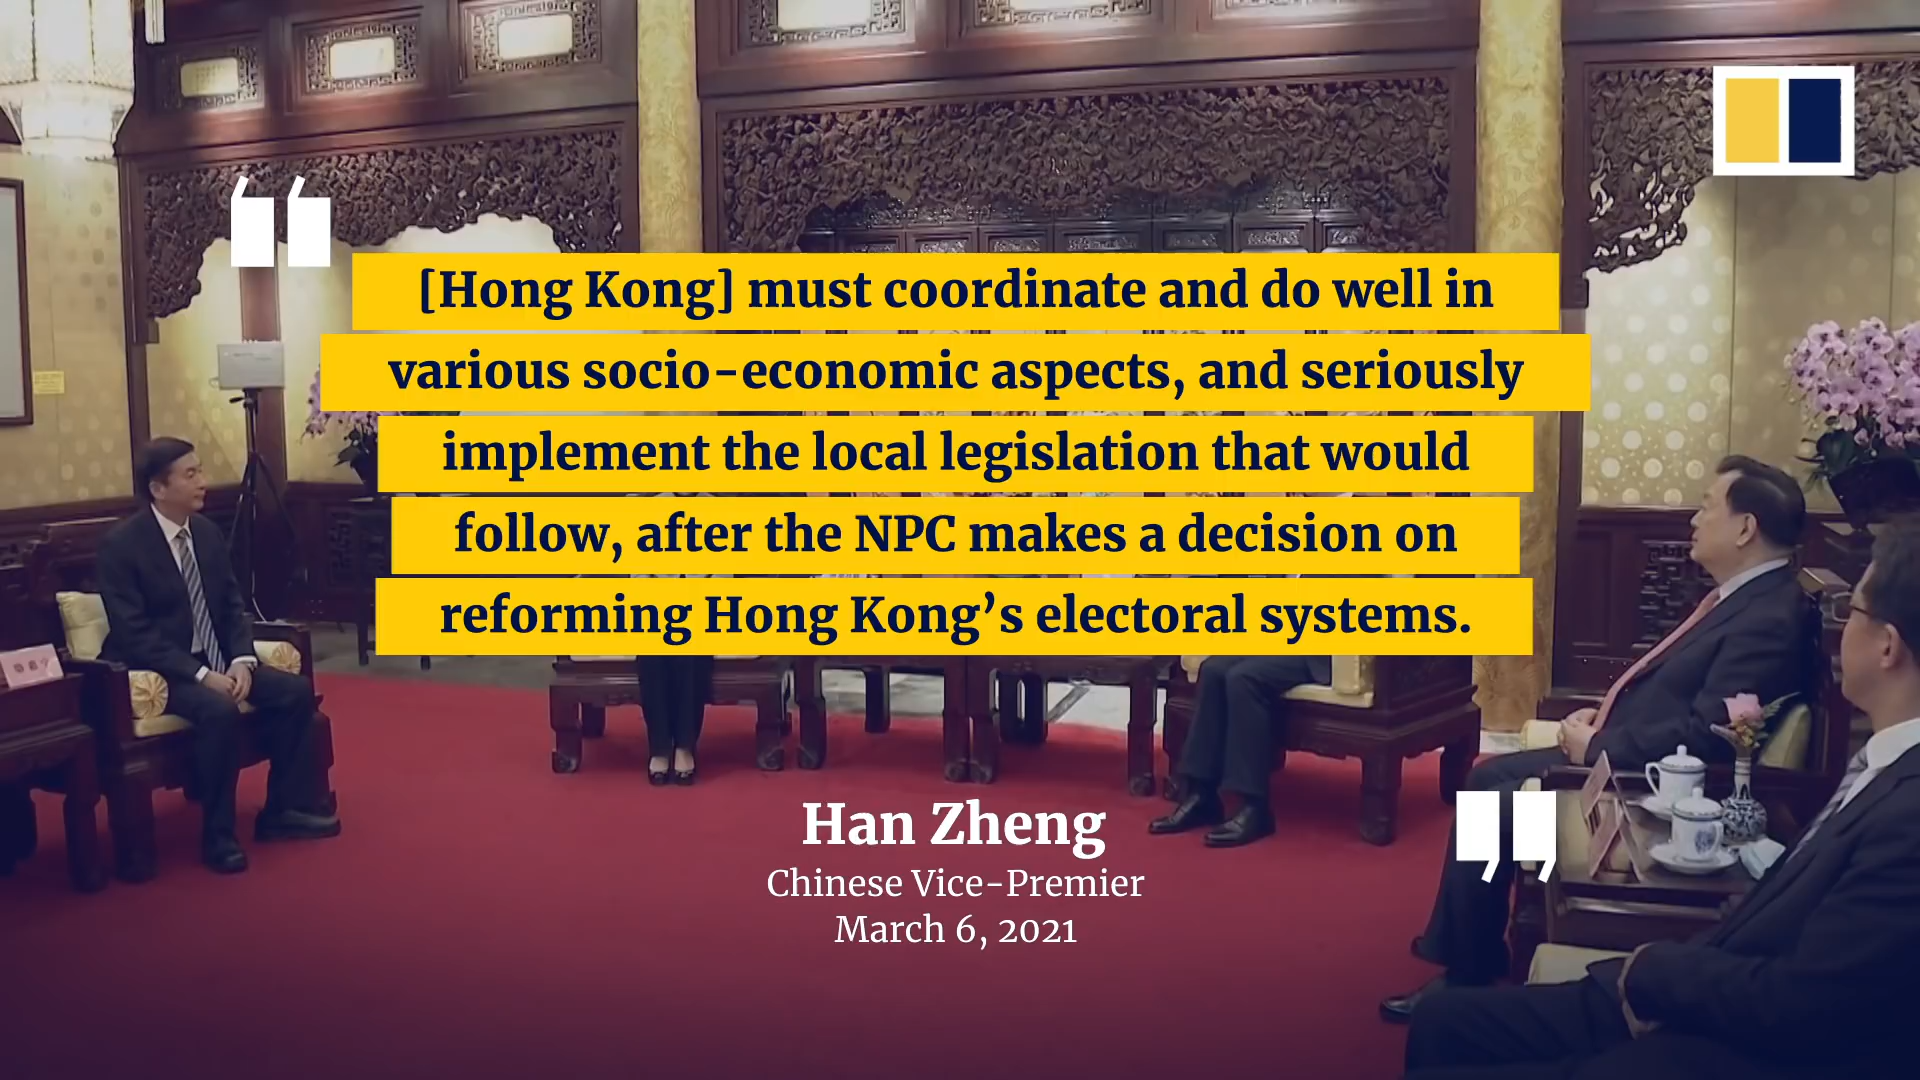 [Hong Kong] must coordinate and do well in
various socio-economic aspects, and seriously
implement the local legislation that would
follow, after the NPC makes a decision on
reforming Hong Kong’s electoral systems.
Han Zheng
Chinese Vice-Premier
March 6, 2021